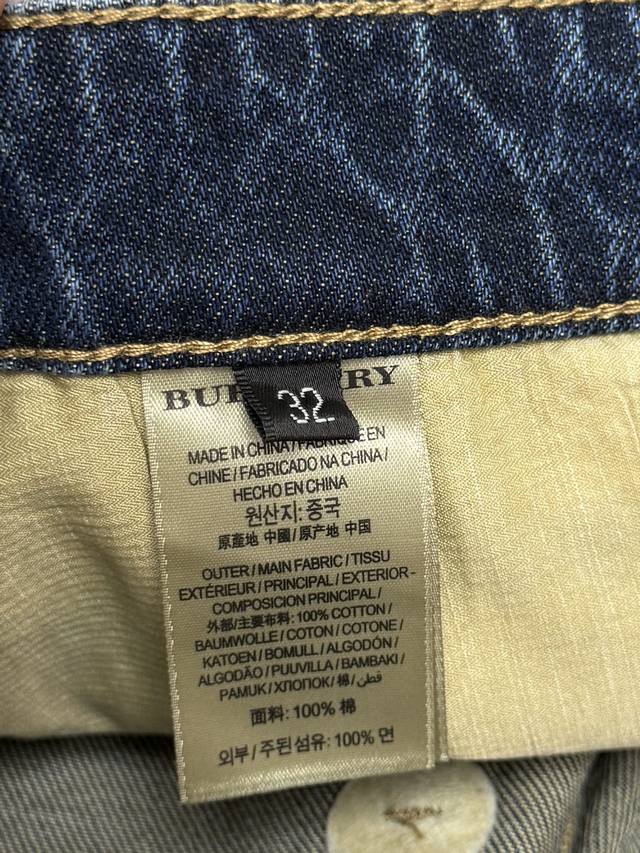 BUR RY
32
MADE IN CHINA / FABRIQUE EN
CHINE / FABRICADO NA CHINA /
HECHO EN CHINA
원산지: 중국
原產地 中國 / 原产地 中国
OUTER / MAIN FABRIC / TISSU
EXTÉRIEUR / PRINCIPAL / EXTERIOR -
COMPOSICION PRINCIPAL /
外部/主要布料: 100% COTTON /
BAUMWOLLE / COTON / COTONE /
KATOEN / BOMULL / ALGODÓN /
ALGODÃO / PUUVILLA / BAMBAKI /
PAMUK / ХЛОПОК / 棉 / قطن
面料: 100% 棉
외부 / 주된섬유: 100% 면